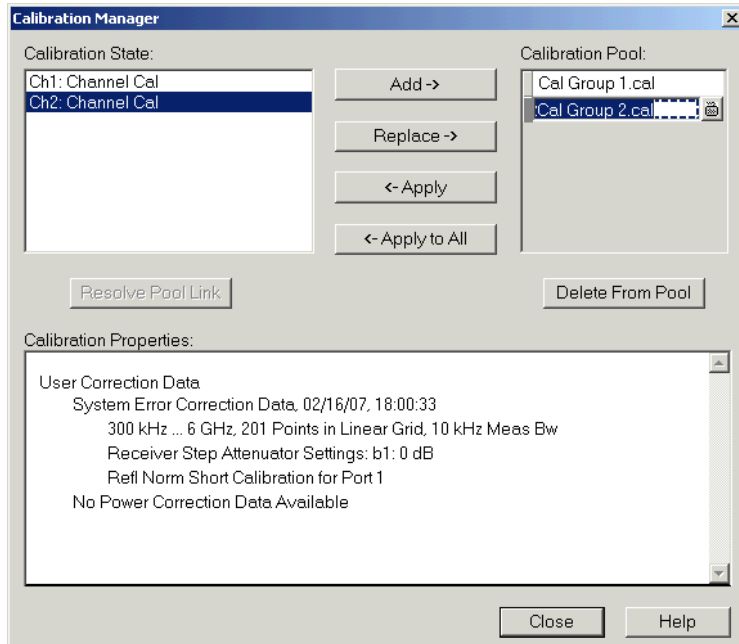 Calibration Manager
Calibration State:
Calibration Pool:
Ch1: Channel Cal
Ch2: Channel Cal
Add ->
Replace ->
<- Apply
<- Apply to All
Cal Group 1.cal
Cal Group 2.cal
Resolve Pool Link
Delete From Pool
Calibration Properties:
User Correction Data
System Error Correction Data, 02/16/07, 18:00:33
300 kHz ... 6 GHz, 201 Points in Linear Grid, 10 kHz Meas Bw
Receiver Step Attenuator Settings: b1: 0 dB
Refl Norm Short Calibration for Port 1
No Power Correction Data Available
Close
Help